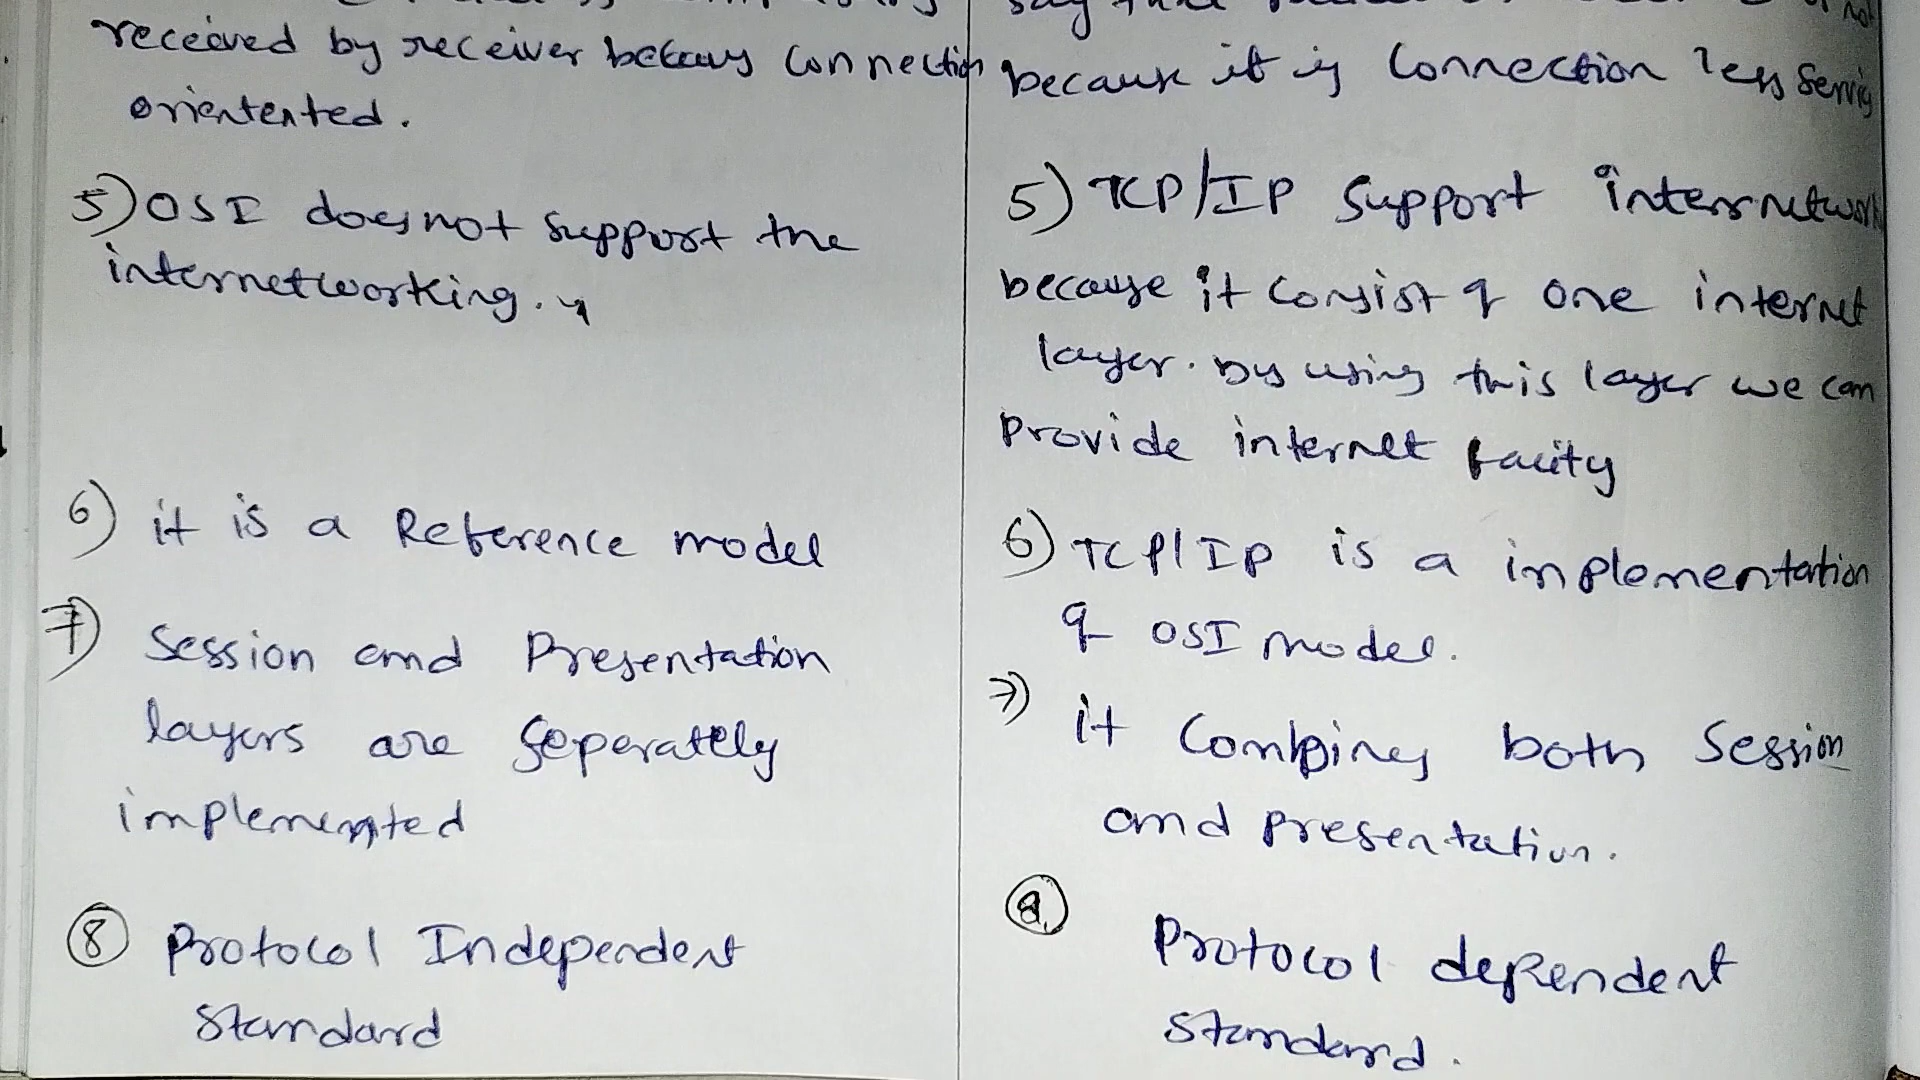 received by receiver becaus connection
orientented.
5) OSI does not support the
internetworking.
6) it is a Reference model
7) Session and Presentation
layers are seperately
implemented
8 Protocol Independent
Standard
say that
because it is connection less servic
5) TCP/IP support internetwork
because it consist of one internet
layer. by using this layer we can
provide internet facity
6) TCP/IP is a implementation
of OSI model.
7) it combines both session
and presentation.
8. Protocol dependent
standard.